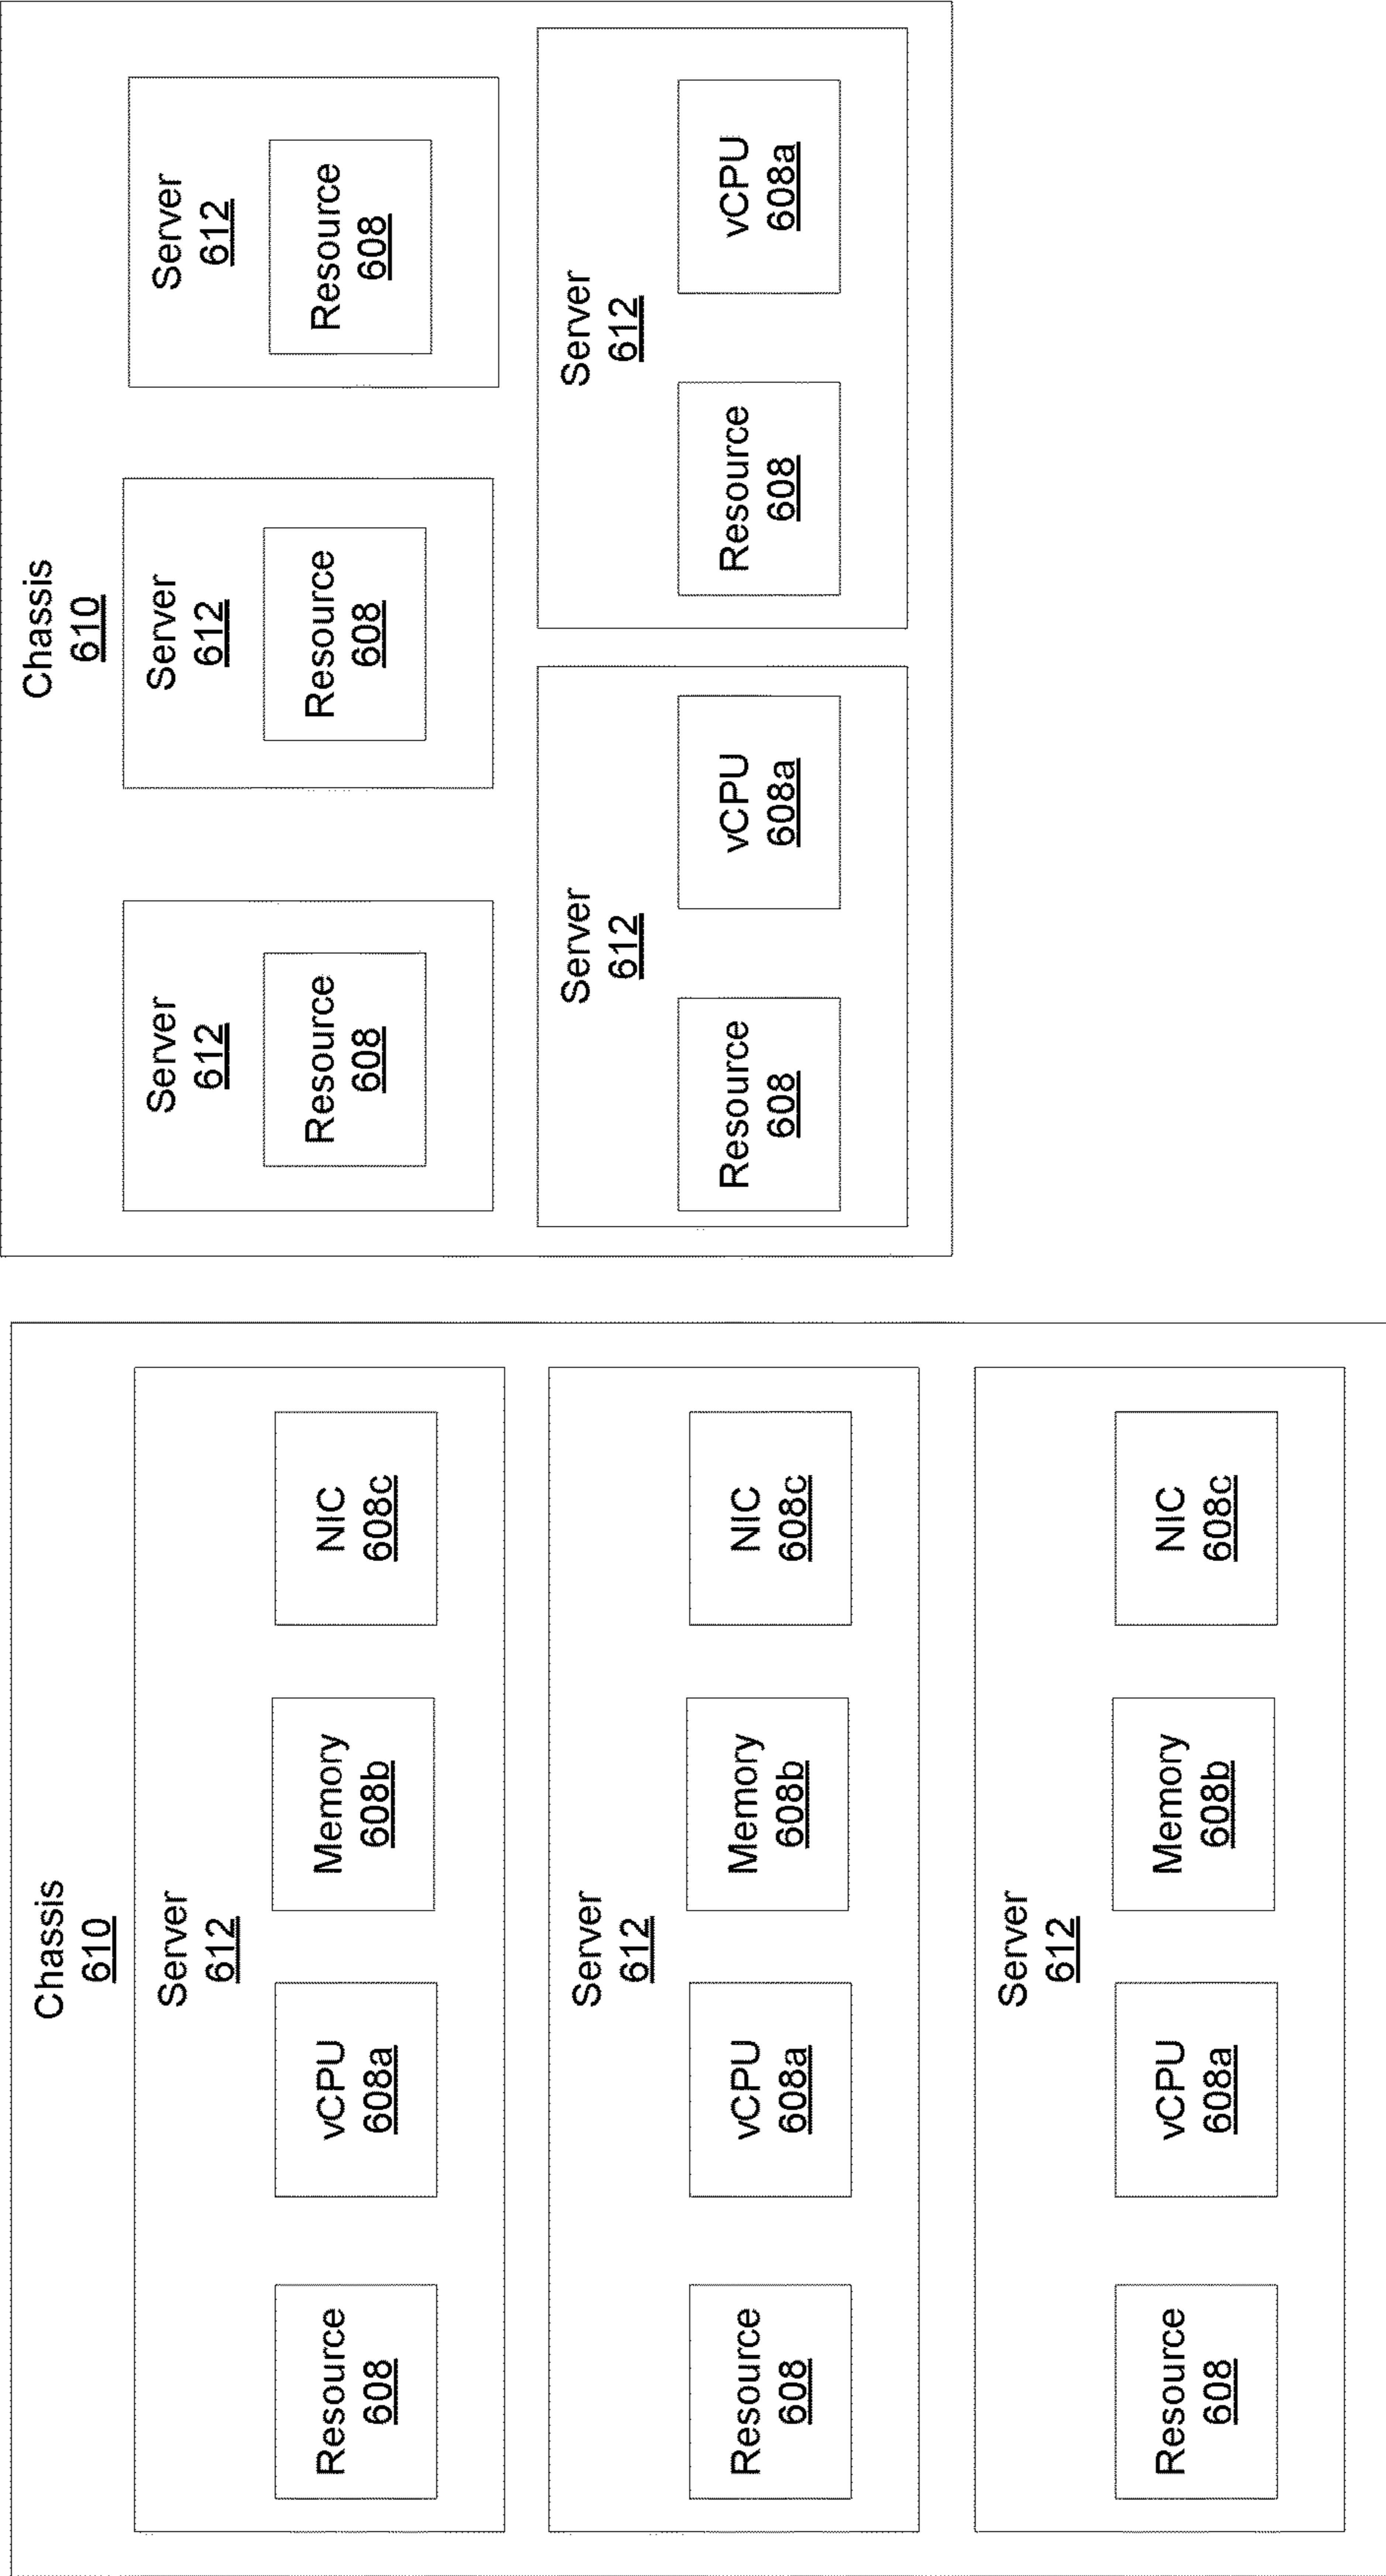 Chassis
610
Server
612
Resource
608
vCPU
608a
Memory
608b
NIC
608c
Server
612
Resource
608
vCPU
608a
Memory
608b
NIC
608c
Server
612
Resource
608
vCPU
608a
Memory
608b
NIC
608c
Chassis
610
Server
612
Resource
608
Server
612
Resource
608
Server
612
Resource
608
Server
612
Resource
608
vCPU
608a
Server
612
Resource
608
vCPU
608a